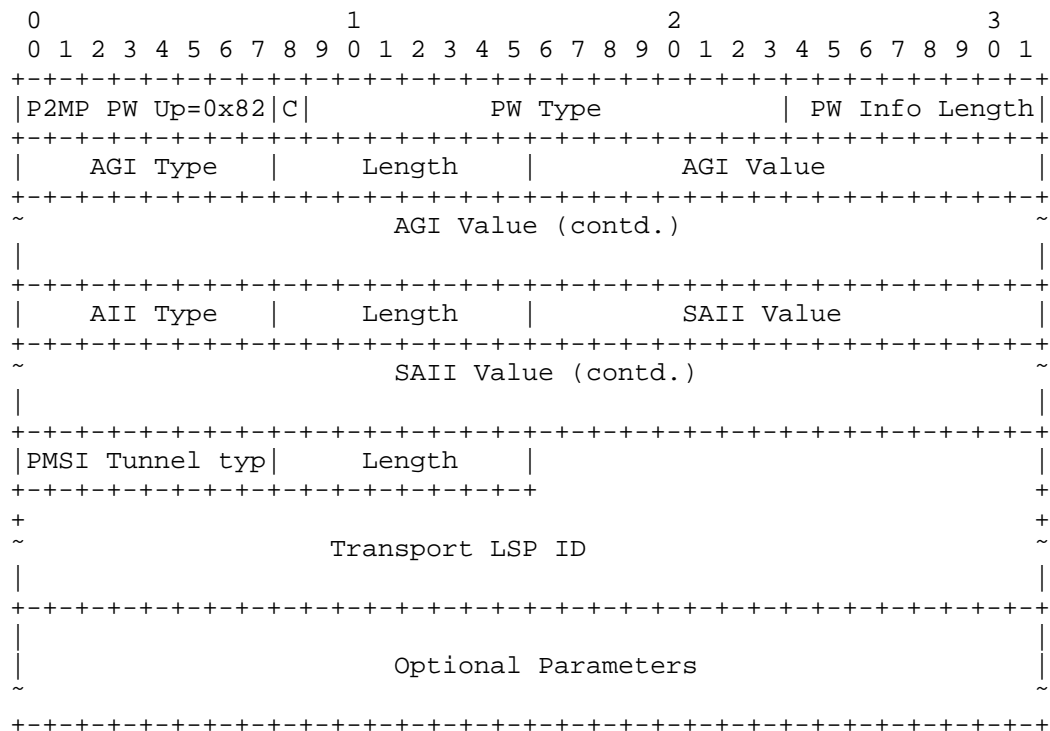 0                   1                   2                   3
 0 1 2 3 4 5 6 7 8 9 0 1 2 3 4 5 6 7 8 9 0 1 2 3 4 5 6 7 8 9 0 1
+-+-+-+-+-+-+-+-+-+-+-+-+-+-+-+-+-+-+-+-+-+-+-+-+-+-+-+-+-+-+-+-+
|P2MP PW Up=0x82|C|            PW Type            | PW Info Length|
+-+-+-+-+-+-+-+-+-+-+-+-+-+-+-+-+-+-+-+-+-+-+-+-+-+-+-+-+-+-+-+-+
|    AGI Type   |     Length    |         AGI Value             |
+-+-+-+-+-+-+-+-+-+-+-+-+-+-+-+-+-+-+-+-+-+-+-+-+-+-+-+-+-+-+-+-+
~                       AGI Value (contd.)                      ~
|                                                               |
+-+-+-+-+-+-+-+-+-+-+-+-+-+-+-+-+-+-+-+-+-+-+-+-+-+-+-+-+-+-+-+-+
|    AII Type   |     Length    |         SAII Value            |
+-+-+-+-+-+-+-+-+-+-+-+-+-+-+-+-+-+-+-+-+-+-+-+-+-+-+-+-+-+-+-+-+
~                       SAII Value (contd.)                     ~
|                                                               |
+-+-+-+-+-+-+-+-+-+-+-+-+-+-+-+-+-+-+-+-+-+-+-+-+-+-+-+-+-+-+-+-+
|PMSI Tunnel typ|     Length    |                               |
+-+-+-+-+-+-+-+-+-+-+-+-+-+-+-+-+                               +
+                                                               +
~                   Transport LSP ID                            ~
|                                                               |
+-+-+-+-+-+-+-+-+-+-+-+-+-+-+-+-+-+-+-+-+-+-+-+-+-+-+-+-+-+-+-+-+
|                                                               |
|                       Optional Parameters                     |
~                                                               ~
+-+-+-+-+-+-+-+-+-+-+-+-+-+-+-+-+-+-+-+-+-+-+-+-+-+-+-+-+-+-+-+-+